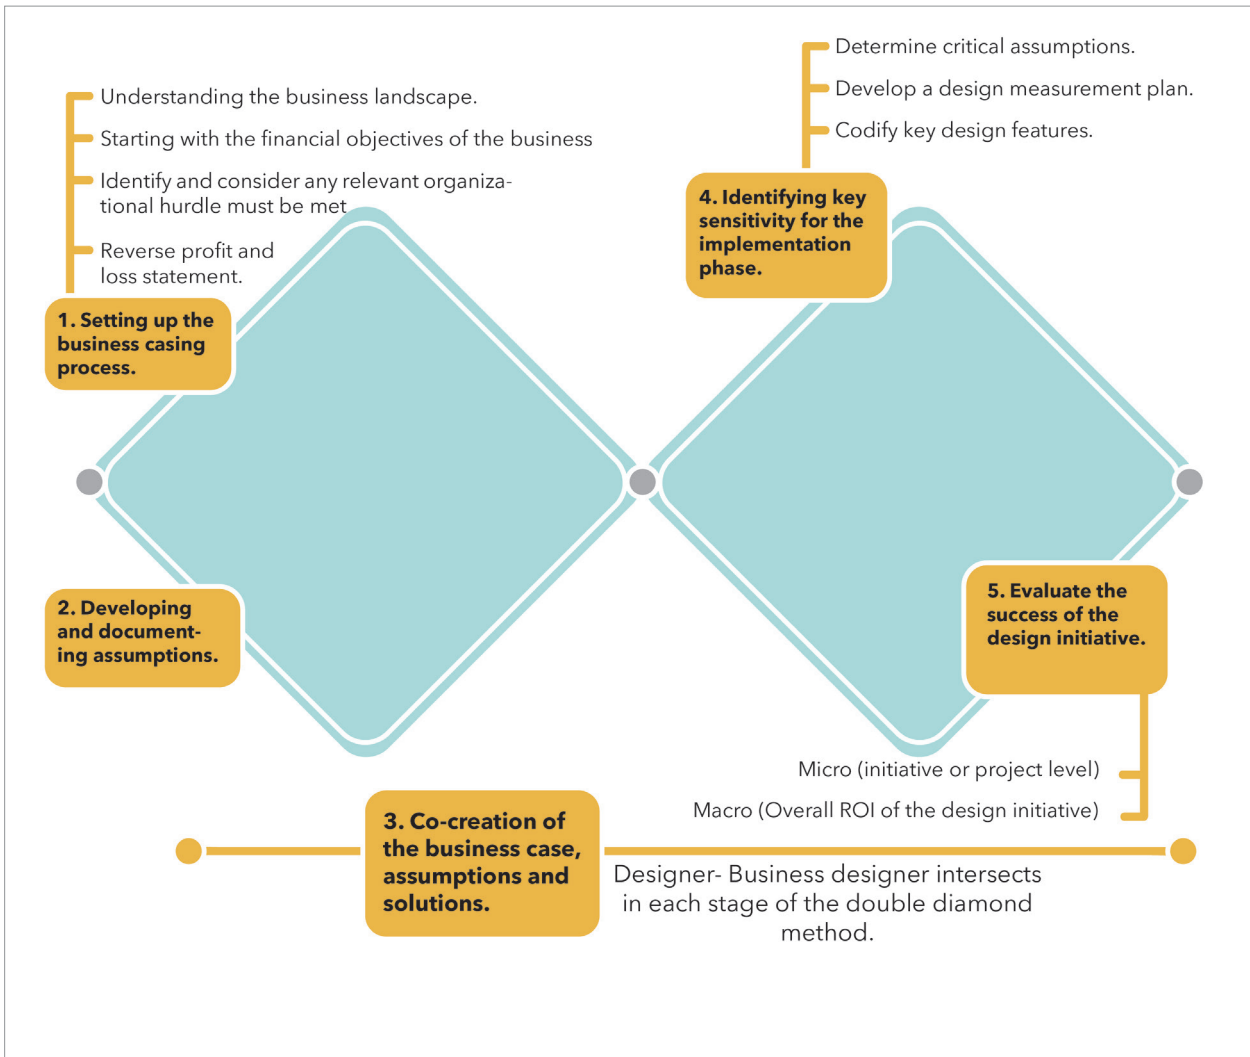 Understanding the business landscape.
Starting with the financial objectives of the business
Identify and consider any relevant organiza-
tional hurdle must be met
Reverse profit and
loss statement.
1. Setting up the
business casing
process.
2. Developing
and document-
ing assumptions.
Determine critical assumptions.
Develop a design measurement plan.
Codify key design features.
4. Identifying key
sensitivity for the
implementation
phase.
5. Evaluate the
success of the
design initiative.
Micro (initiative or project level)
Macro (Overall ROI of the design initiative)
3. Co-creation of
the business case,
assumptions and
solutions.
Designer- Business designer intersects
in each stage of the double diamond
method.